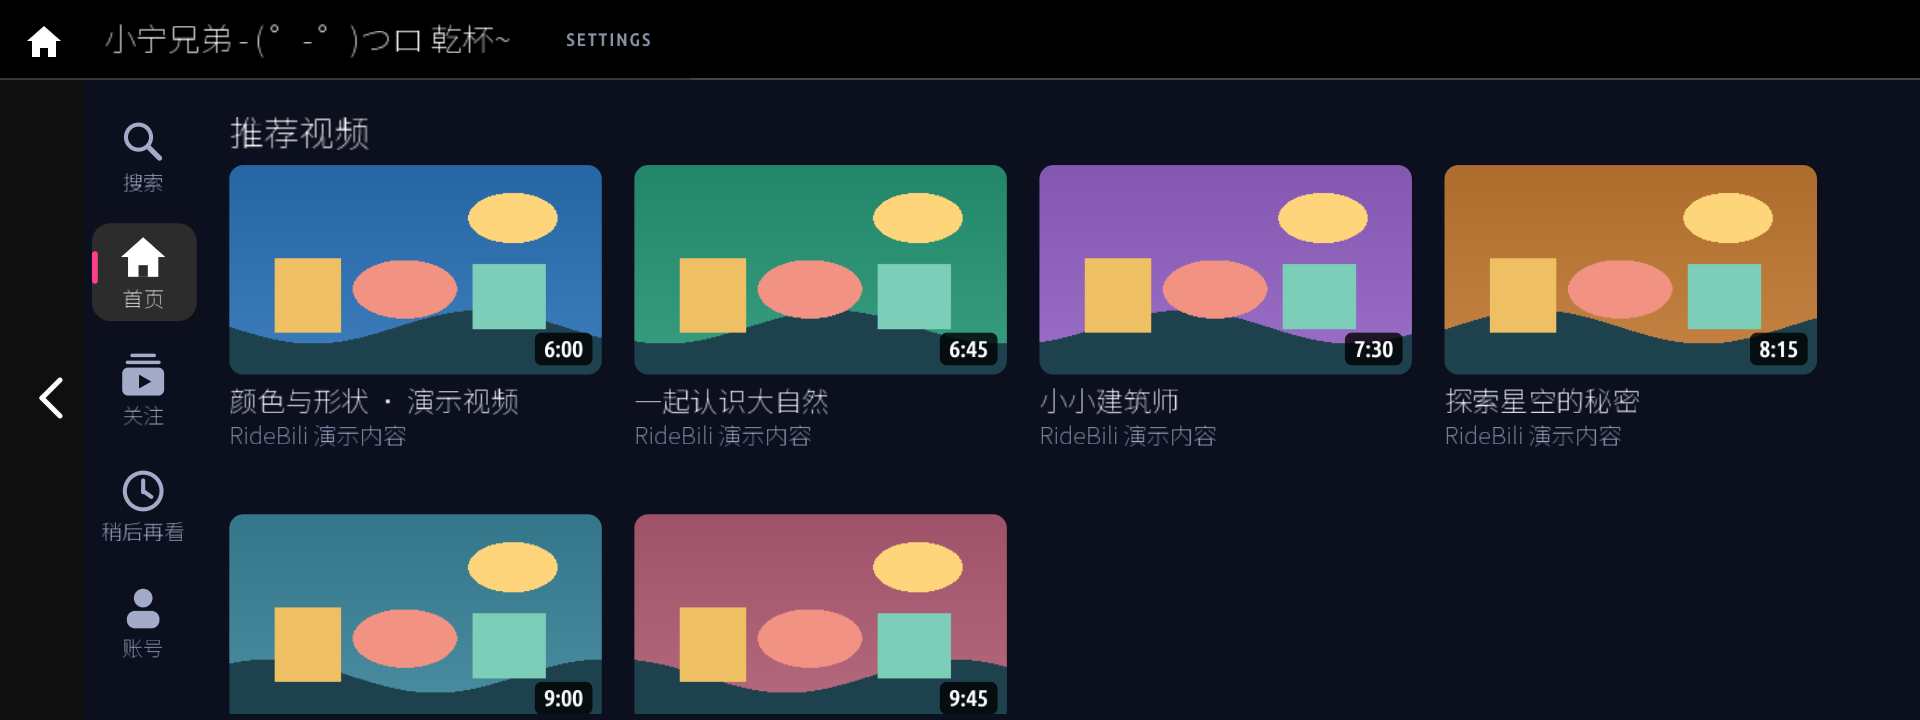 小宁兄弟 - (゜-゜)つロ 乾杯~
SETTINGS
搜索
首页
关注
稍后再看
账号
推荐视频
6:00
颜色与形状 · 演示视频
RideBili 演示内容
6:45
一起认识大自然
RideBili 演示内容
7:30
小小建筑师
RideBili 演示内容
8:15
探索星空的秘密
RideBili 演示内容
9:00
9:45